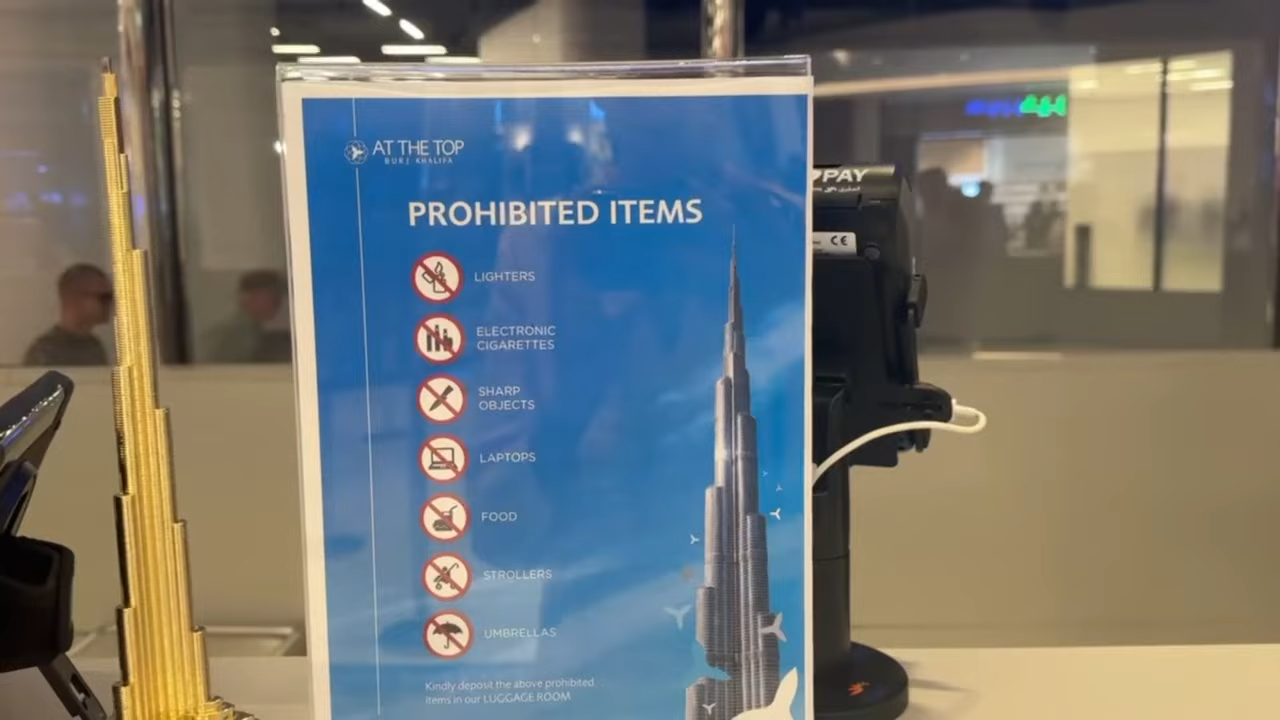 AT THE TOP
BURJ KHALIFA
PROHIBITED ITEMS
LIGHTERS
ELECTRONIC
CIGARETTES
SHARP
OBJECTS
LAPTOPS
FOOD
STROLLERS
UMBRELLAS
Kindly deposit the above prohibited
items in our LUGGAGE ROOM
PAY
CE